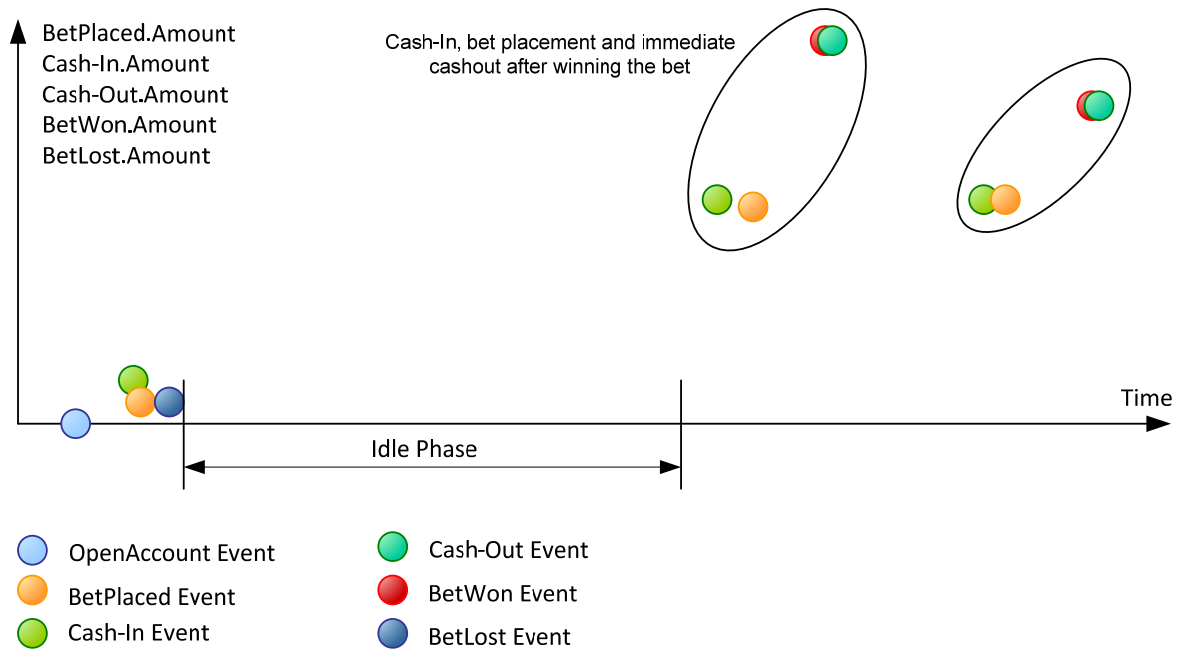 BetPlaced.Amount
Cash-In.Amount
Cash-Out.Amount
BetWon.Amount
BetLost.Amount
Cash-In, bet placement and immediate
cashout after winning the bet
Time
Idle Phase
OpenAccount Event
BetPlaced Event
Cash-In Event
Cash-Out Event
BetWon Event
BetLost Event